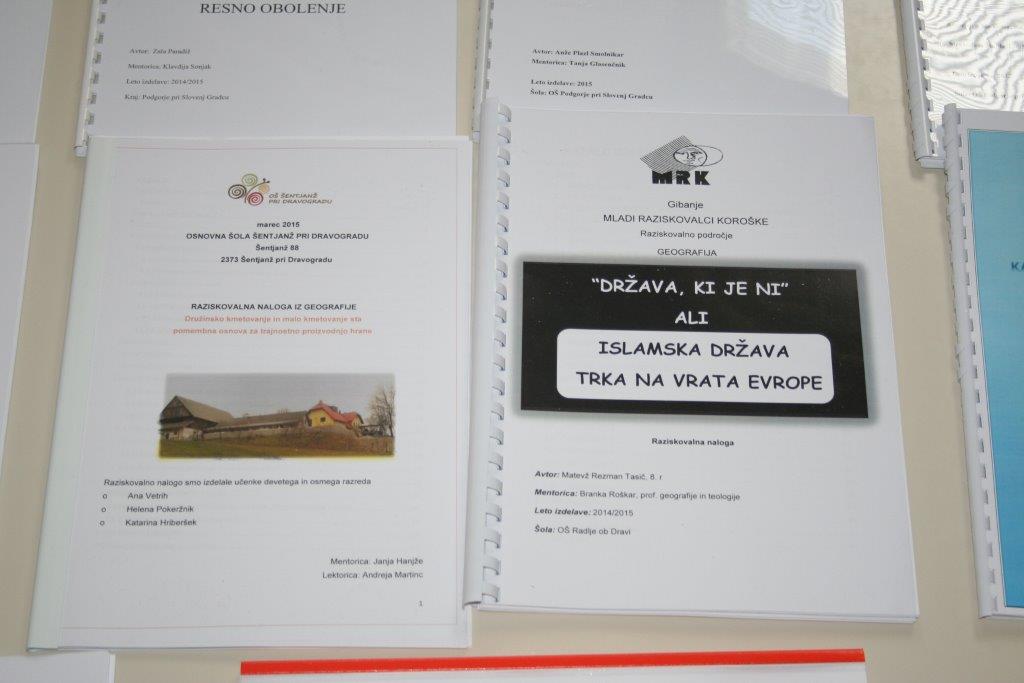 RESNO OBOLENJE
Avtor: Zala Paradiž
Mentorica: Klavdija Sonjak
Leto izdelave: 2014/2015
Kraj: Podgorje pri Slovenj Gradcu
Avtor: Anže Plazl Smolnikar
Mentorica: Tanja Glasenčnik
Leto izdelave: 2015
Šola: OŠ Podgorje pri Slovenj Gradcu
OŠ ŠENTJANŽ
PRI DRAVOGRADU
marec 2015
OSNOVNA ŠOLA ŠENTJANŽ PRI DRAVOGRADU
Šentjanž 88
2373 Šentjanž pri Dravogradu
RAZISKOVALNA NALOGA IZ GEOGRAFIJE
Družinsko kmetovanje in malo kmetovanje sta
pomembna osnova za trajnostno proizvodnjo hrane
Raziskovalno nalogo smo izdelale učenke devetega in osmega razreda
o Ana Vetrih
o Helena Pokeržnik
o Katarina Hriberšek
Mentorica: Janja Hanjže
Lektorica: Andreja Martinc
1
MRK
Gibanje
MLADI RAZISKOVALCI KOROŠKE
Raziskovalno področje
GEOGRAFIJA
"DRŽAVA, KI JE NI"
ALI
ISLAMSKA DRŽAVA
TRKA NA VRATA EVROPE
Raziskovalna naloga
Avtor: Matevž Rezman Tasič, 8. r
Mentorica: Branka Roškar, prof. geografije in teologije
Leto izdelave: 2014/2015
Šola: OŠ Radlje ob Dravi